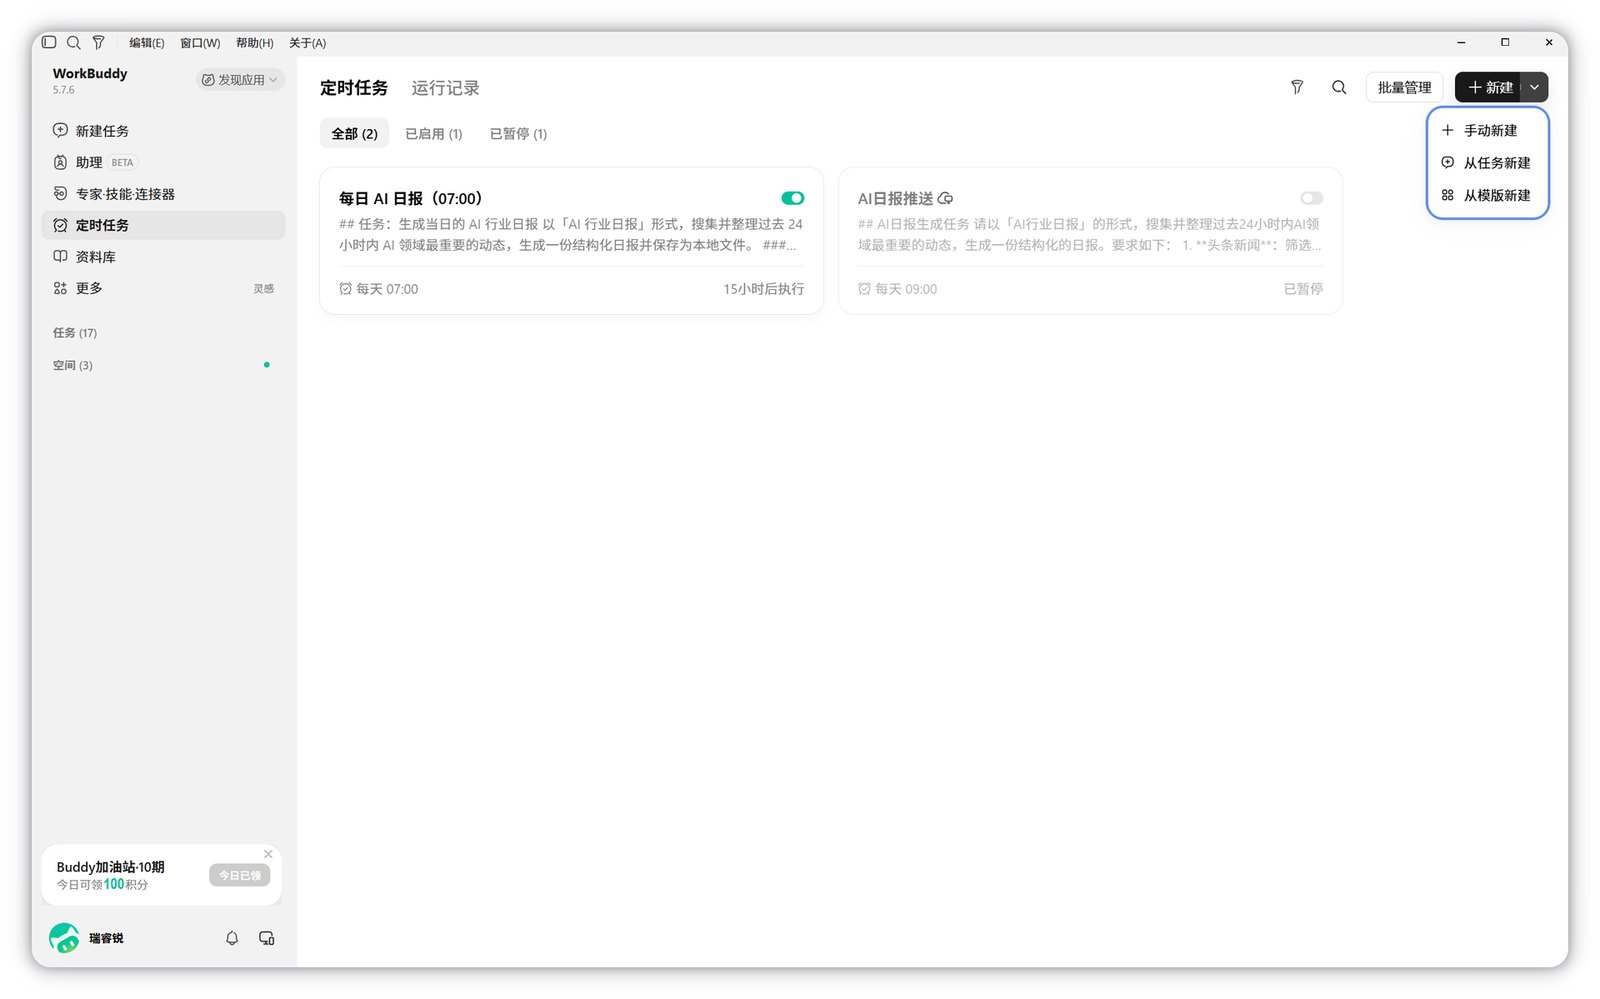 编辑(E) 窗口(W) 帮助(H) 关于(A)
WorkBuddy
5.7.6
发现应用
新建任务
助理 BETA
专家·技能·连接器
定时任务
资料库
更多 灵感
任务 (17)
空间 (3)
Buddy加油站·10期
今日可领100积分
今日已领
瑞睿锐
定时任务 运行记录
批量管理
新建
手动新建
从任务新建
从模版新建
全部 (2) 已启用 (1) 已暂停 (1)
每日 AI 日报（07:00）
## 任务：生成当日的 AI 行业日报 以「AI 行业日报」形式，搜集并整理过去 24
小时内 AI 领域最重要的动态，生成一份结构化日报并保存为本地文件。 ###...
每天 07:00 15小时后执行
AI日报推送
## AI日报生成任务 请以「AI行业日报」的形式，搜集并整理过去24小时内AI领
域最重要的动态，生成一份结构化的日报。要求如下： 1. **头条新闻**：筛选...
每天 09:00 已暂停